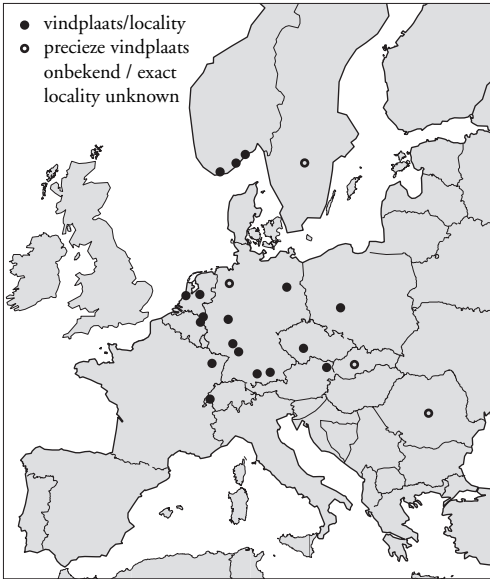 vindplaats/locality
precieze vindplaats
onbekend / exact
locality unknown